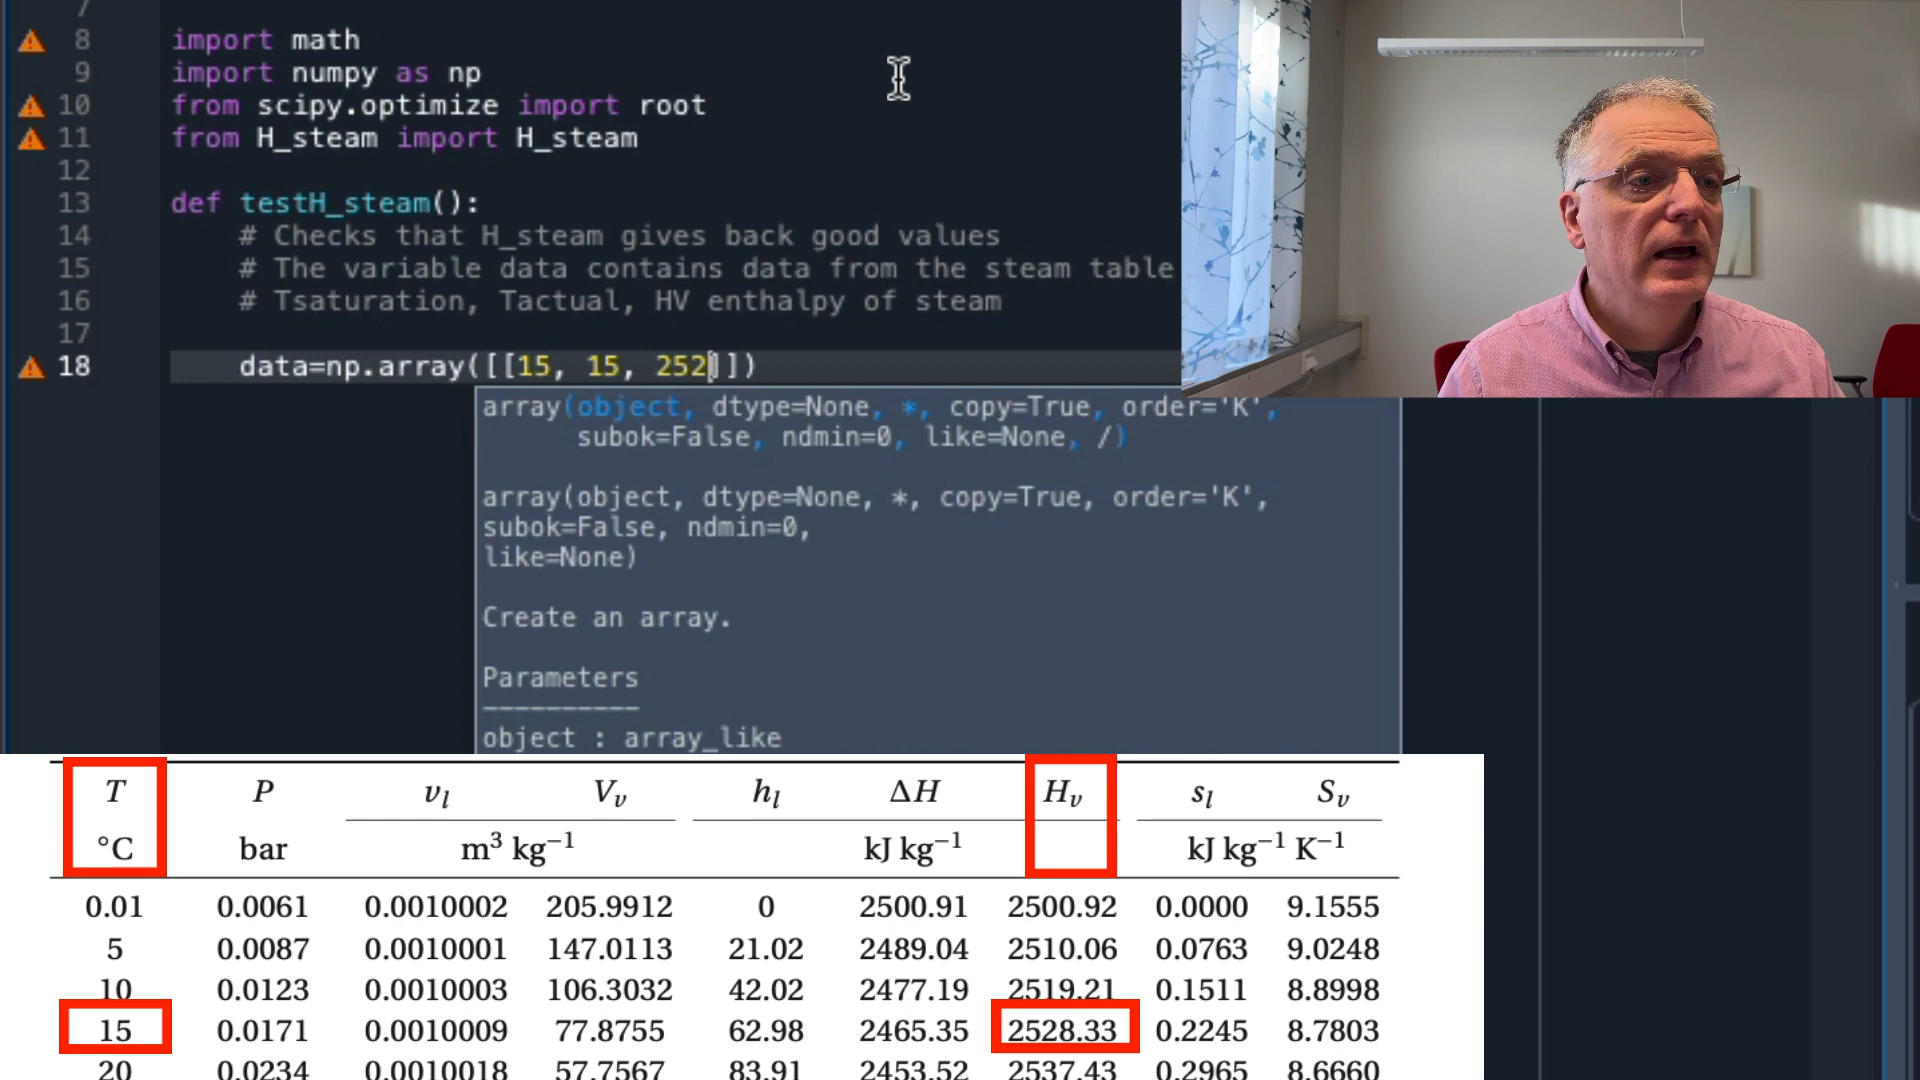 7
8 import math
9 import numpy as np
10 from scipy.optimize import root
11 from H_steam import H_steam
12
13 def testH_steam():
14 # Checks that H_steam gives back good values
15 # The variable data contains data from the steam table
16 # Tsaturation, Tactual, HV enthalpy of steam
17
18 data=np.array([[15, 15, 252]])
array(object, dtype=None, *, copy=True, order='K',
subok=False, ndmin=0, like=None, /)
array(object, dtype=None, *, copy=True, order='K',
subok=False, ndmin=0,
like=None)
Create an array.
Parameters
----------
object : array_like
T P v_l V_v h_l ΔH H_v s_l S_v
°C bar m³ kg⁻¹ kJ kg⁻¹ kJ kg⁻¹ K⁻¹
0.01 0.0061 0.0010002 205.9912 0 2500.91 2500.92 0.0000 9.1555
5 0.0087 0.0010001 147.0113 21.02 2489.04 2510.06 0.0763 9.0248
10 0.0123 0.0010003 106.3032 42.02 2477.19 2519.21 0.1511 8.8998
15 0.0171 0.0010009 77.8755 62.98 2465.35 2528.33 0.2245 8.7803
20 0.0234 0.0010018 57.7567 83.91 2453.52 2537.43 0.2965 8.6660